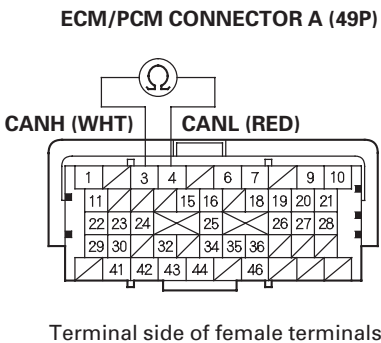 ECM/PCM CONNECTOR A (49P)
Ω
CANH (WHT) CANL (RED)
1 3 4 6 7 9 10
11 15 16 18 19 20 21
22 23 24 25 26 27 28
29 30 32 34 35 36
41 42 43 44 46
Terminal side of female terminals